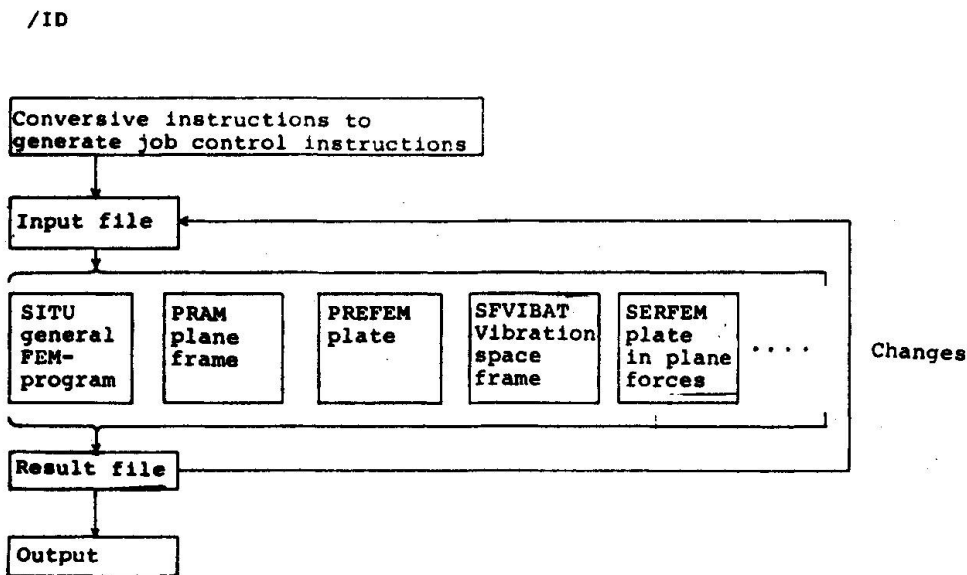 /ID
Conversive instructions to
generate job control instructions
Input file
SITU
general
FEM-
program
PRAM
plane
frame
PREFEM
plate
SFVIBAT
Vibration
space
frame
SERFEM
plate
in plane
forces
....
Changes
Result file
Output